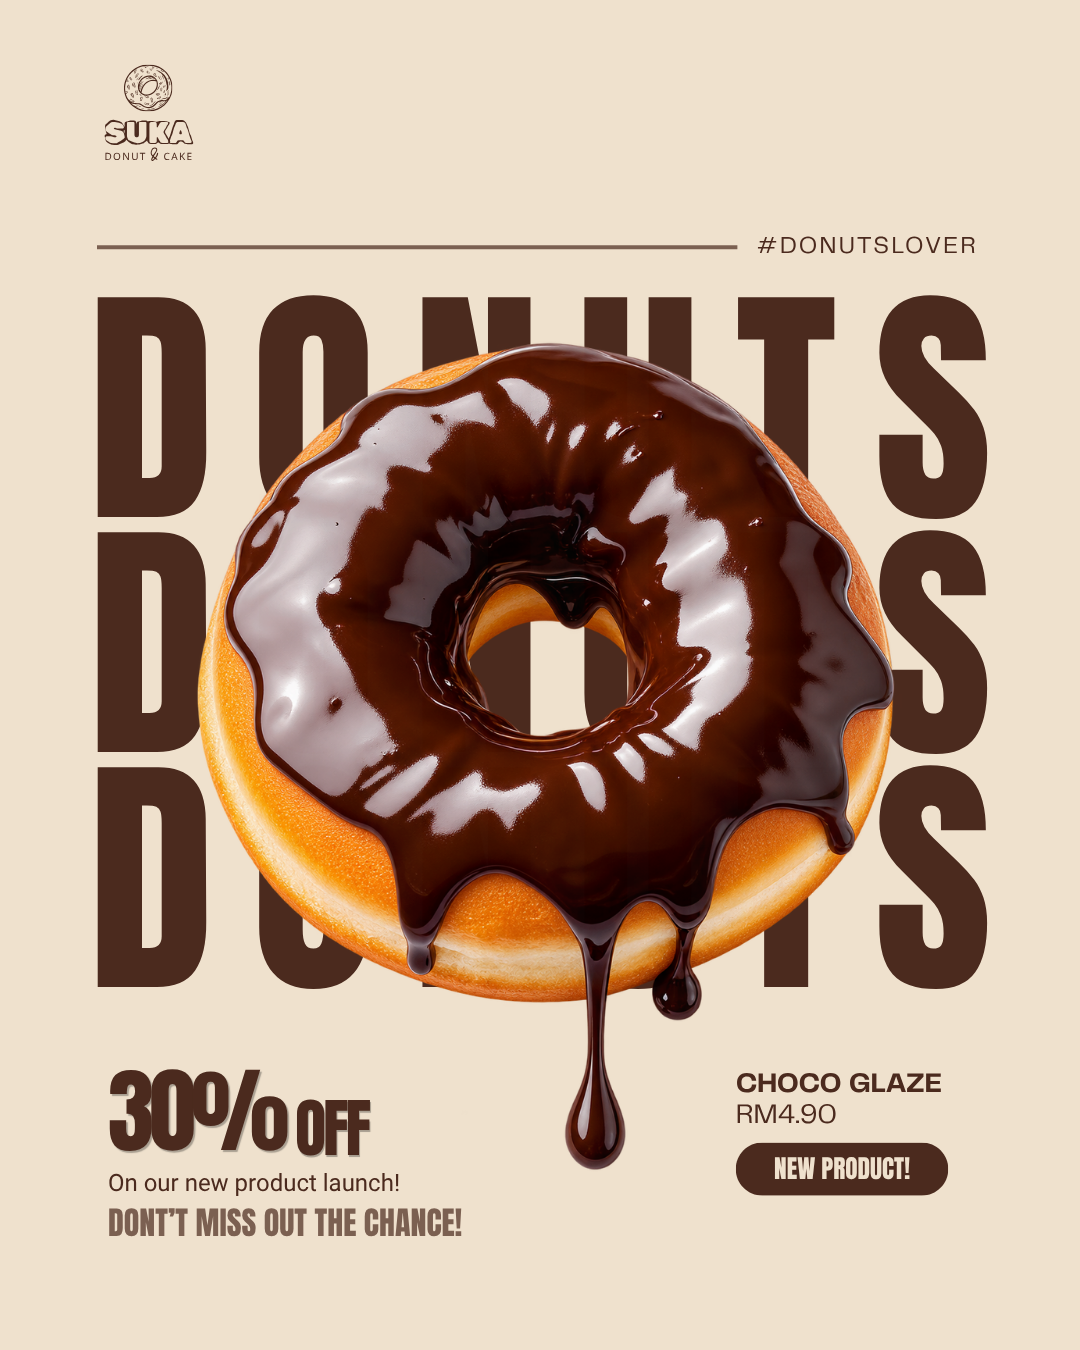 SUKA
DONUT & CAKE
#DONUTSLOVER
DONUTS
DONUTS
DONUTS
30% OFF
On our new product launch!
DONT'T MISS OUT THE CHANCE!
CHOCO GLAZE
RM4.90
NEW PRODUCT!